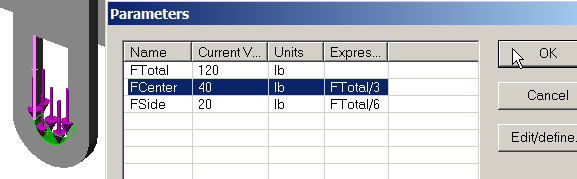 Parameters
Name Current V... Units Expres...
FTotal 120 lb
FCenter 40 lb FTotal/3
FSide 20 lb FTotal/6
OK
Cancel
Edit/define...